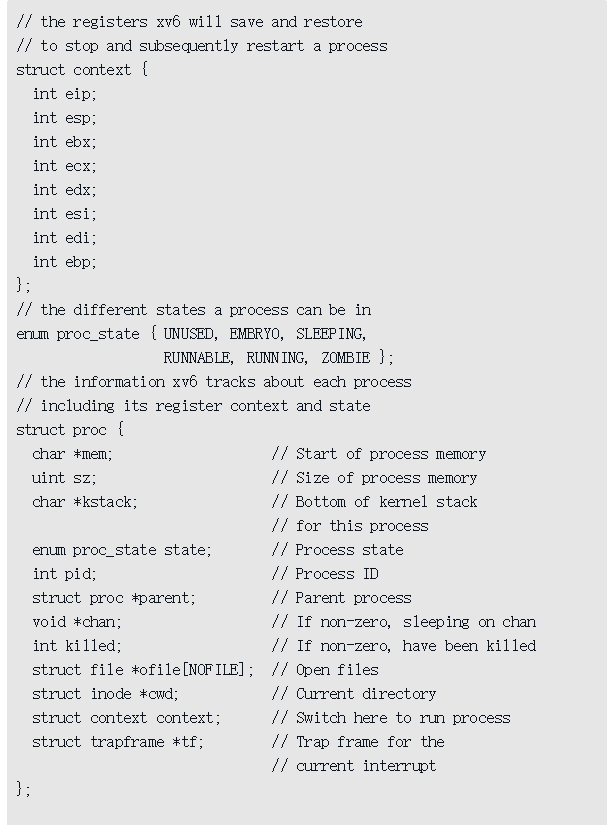 // the registers xv6 will save and restore
// to stop and subsequently restart a process
struct context {
  int eip;
  int esp;
  int ebx;
  int ecx;
  int edx;
  int esi;
  int edi;
  int ebp;
};
// the different states a process can be in
enum proc_state { UNUSED, EMBRYO, SLEEPING,
                  RUNNABLE, RUNNING, ZOMBIE };
// the information xv6 tracks about each process
// including its register context and state
struct proc {
  char *mem;                   // Start of process memory
  uint sz;                     // Size of process memory
  char *kstack;                // Bottom of kernel stack
                               // for this process
  enum proc_state state;       // Process state
  int pid;                     // Process ID
  struct proc *parent;         // Parent process
  void *chan;                  // If non-zero, sleeping on chan
  int killed;                  // If non-zero, have been killed
  struct file *ofile[NOFILE];  // Open files
  struct inode *cwd;           // Current directory
  struct context context;      // Switch here to run process
  struct trapframe *tf;        // Trap frame for the
                               // current interrupt
};